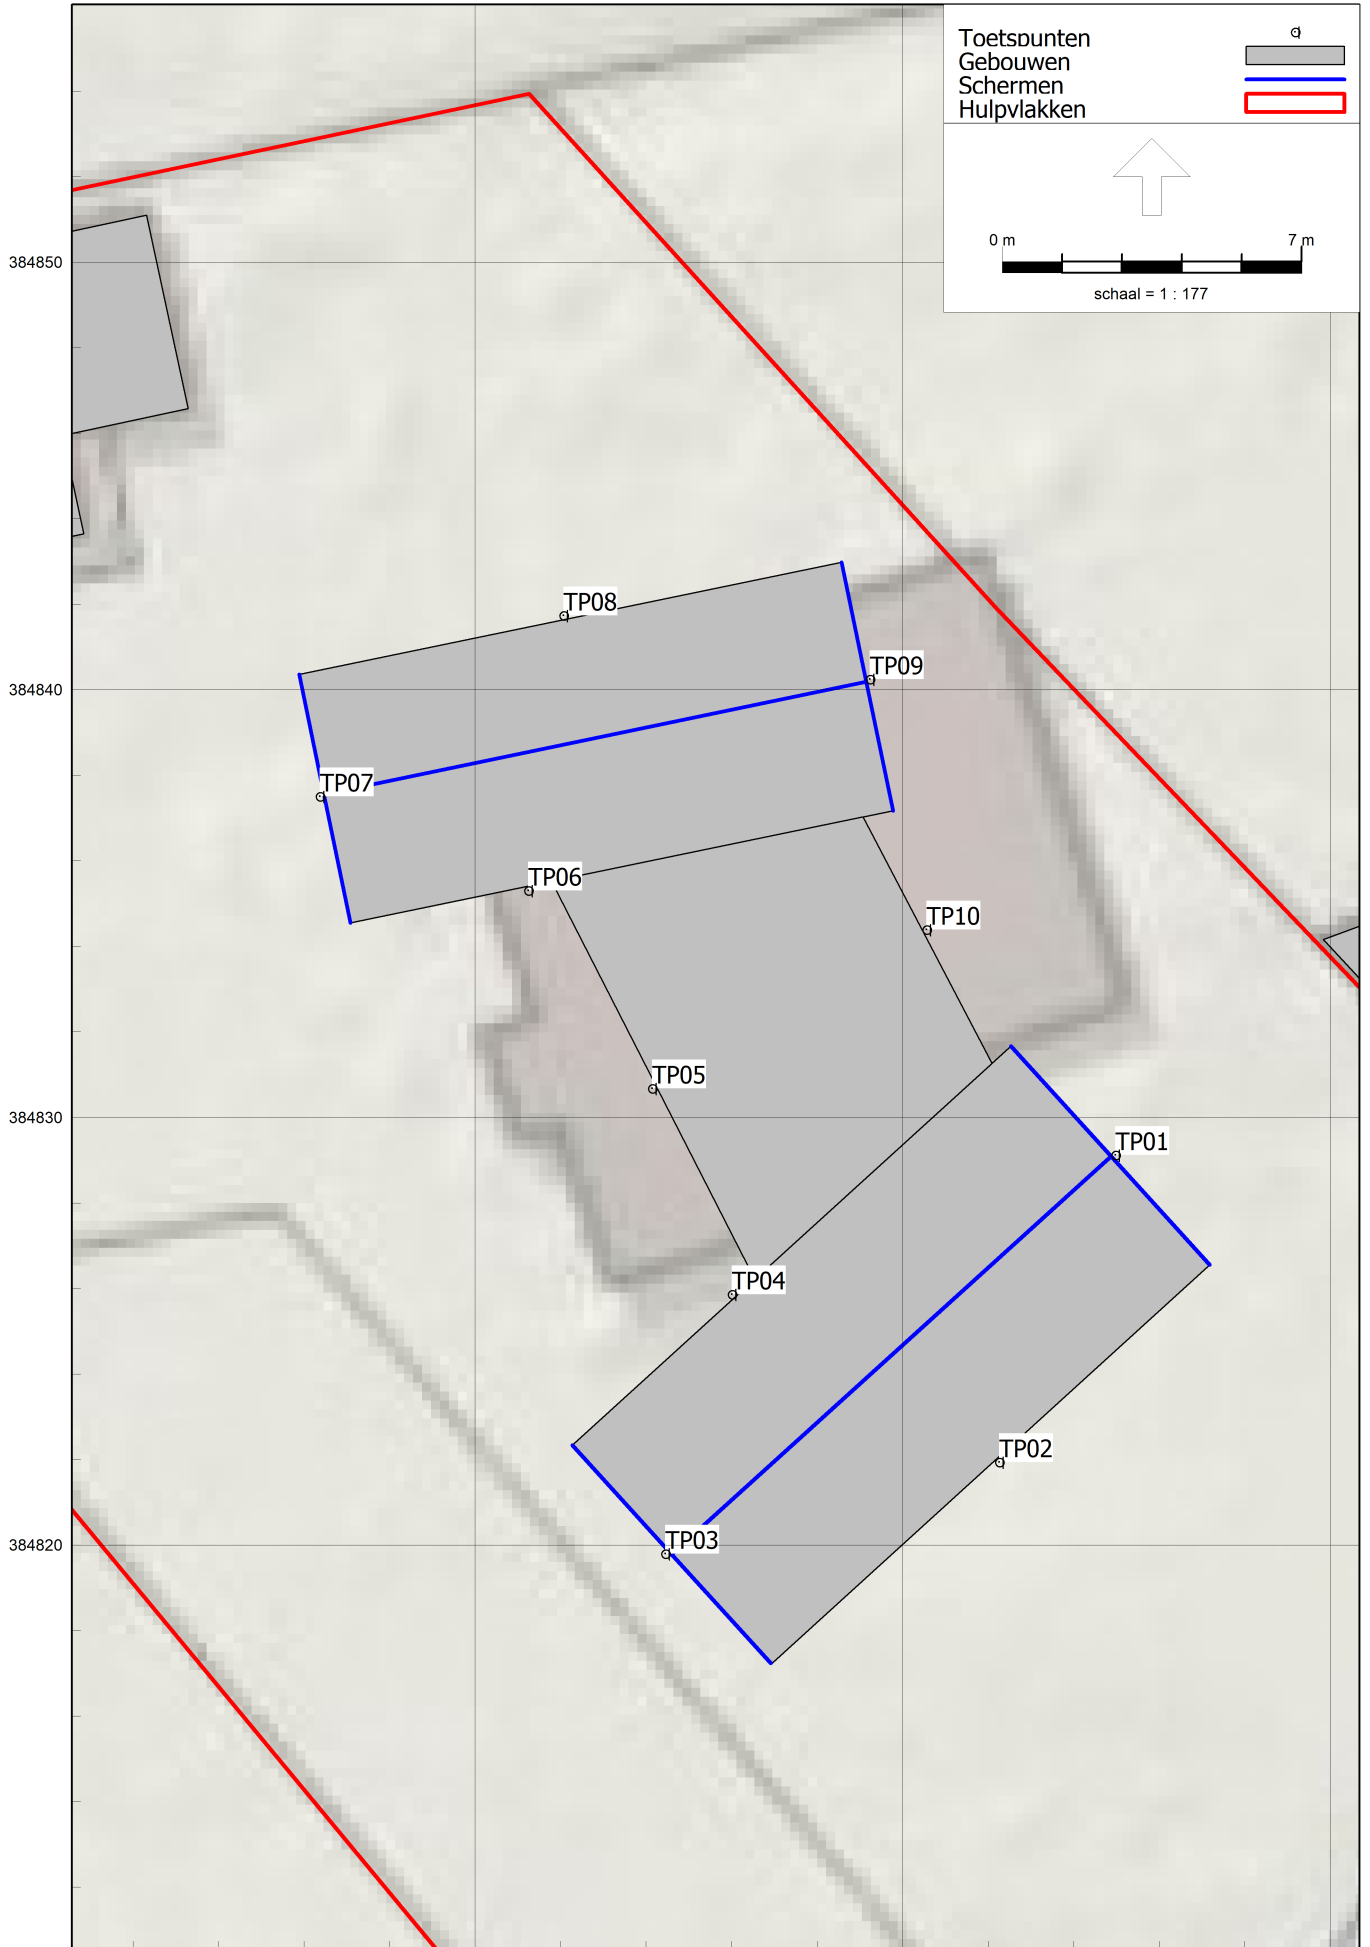 Toetspunten
Gebouwen
Schermen
Hulpvlakken
0 m 7 m
schaal = 1 : 177
384850
TP08
TP09
384840
TP07
TP06
TP10
TP05
384830
TP01
TP04
TP02
TP03
384820